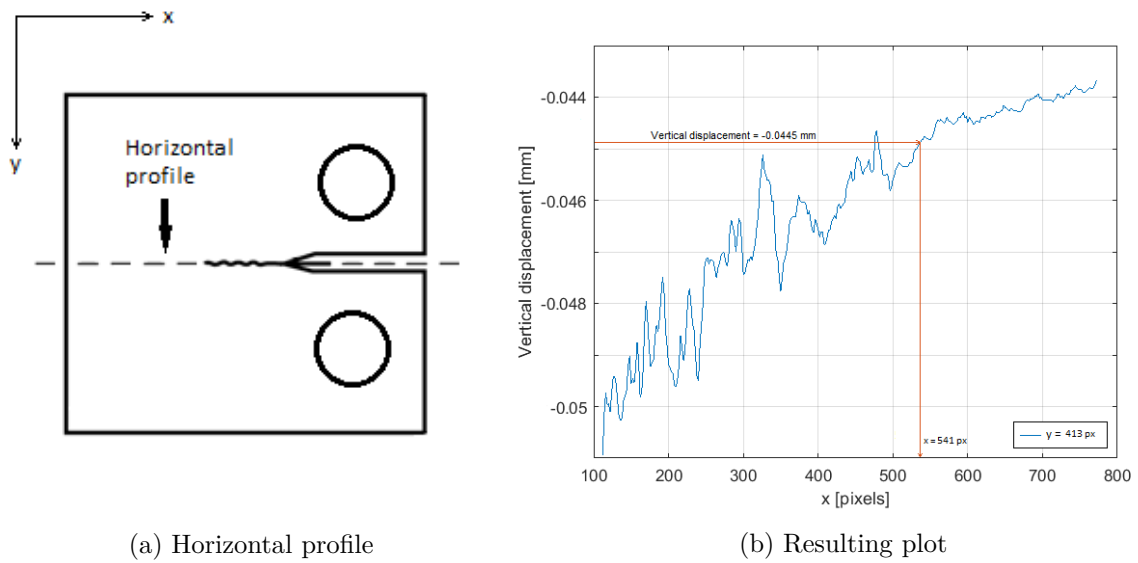 x
y
Horizontal
profile
(a) Horizontal profile
Vertical displacement [mm]
-0.044
-0.046
-0.048
-0.05
Vertical displacement = -0.0445 mm
x = 541 px
y = 413 px
100 200 300 400 500 600 700 800
x [pixels]
(b) Resulting plot